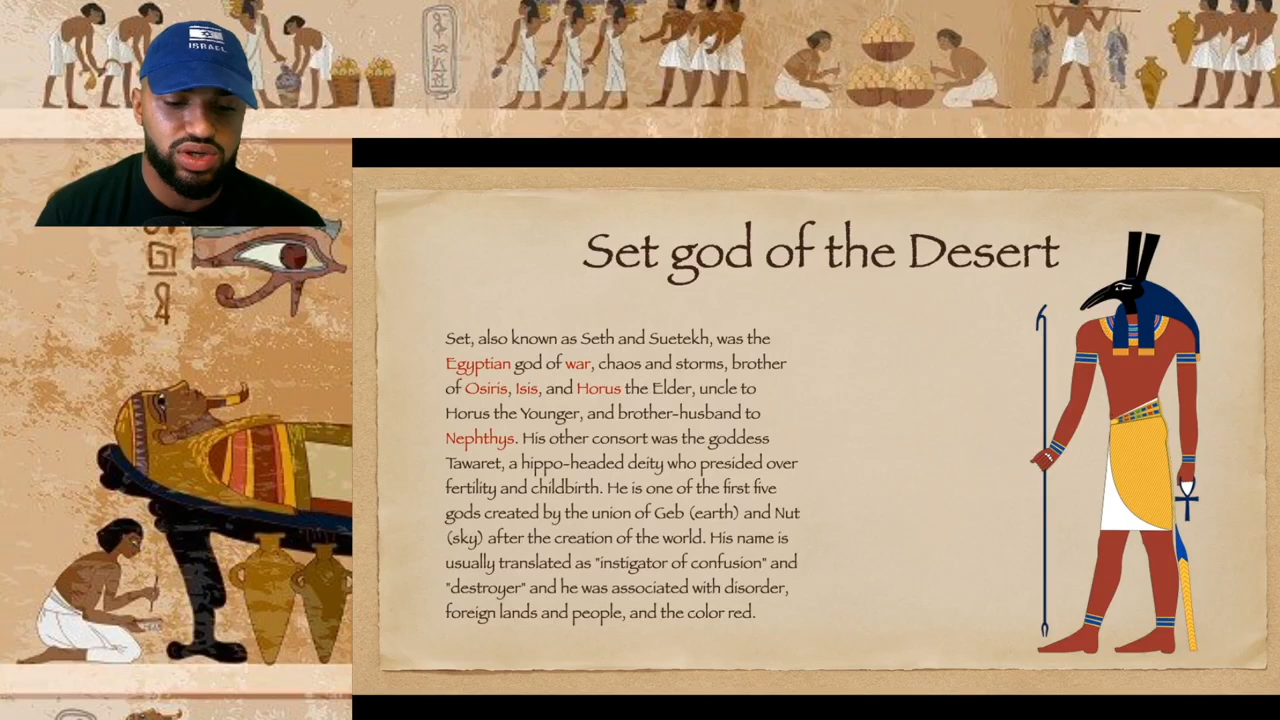 ISRAEL
Set god of the Desert
Set, also known as Seth and Suetekh, was the
Egyptian god of war, chaos and storms, brother
of Osiris, Isis, and Horus the Elder, uncle to
Horus the Younger, and brother-husband to
Nephthys. His other consort was the goddess
Tawaret, a hippo-headed deity who presided over
fertility and childbirth. He is one of the first five
gods created by the union of Geb (earth) and Nut
(sky) after the creation of the world. His name is
usually translated as "instigator of confusion" and
"destroyer" and he was associated with disorder,
foreign lands and people, and the color red.